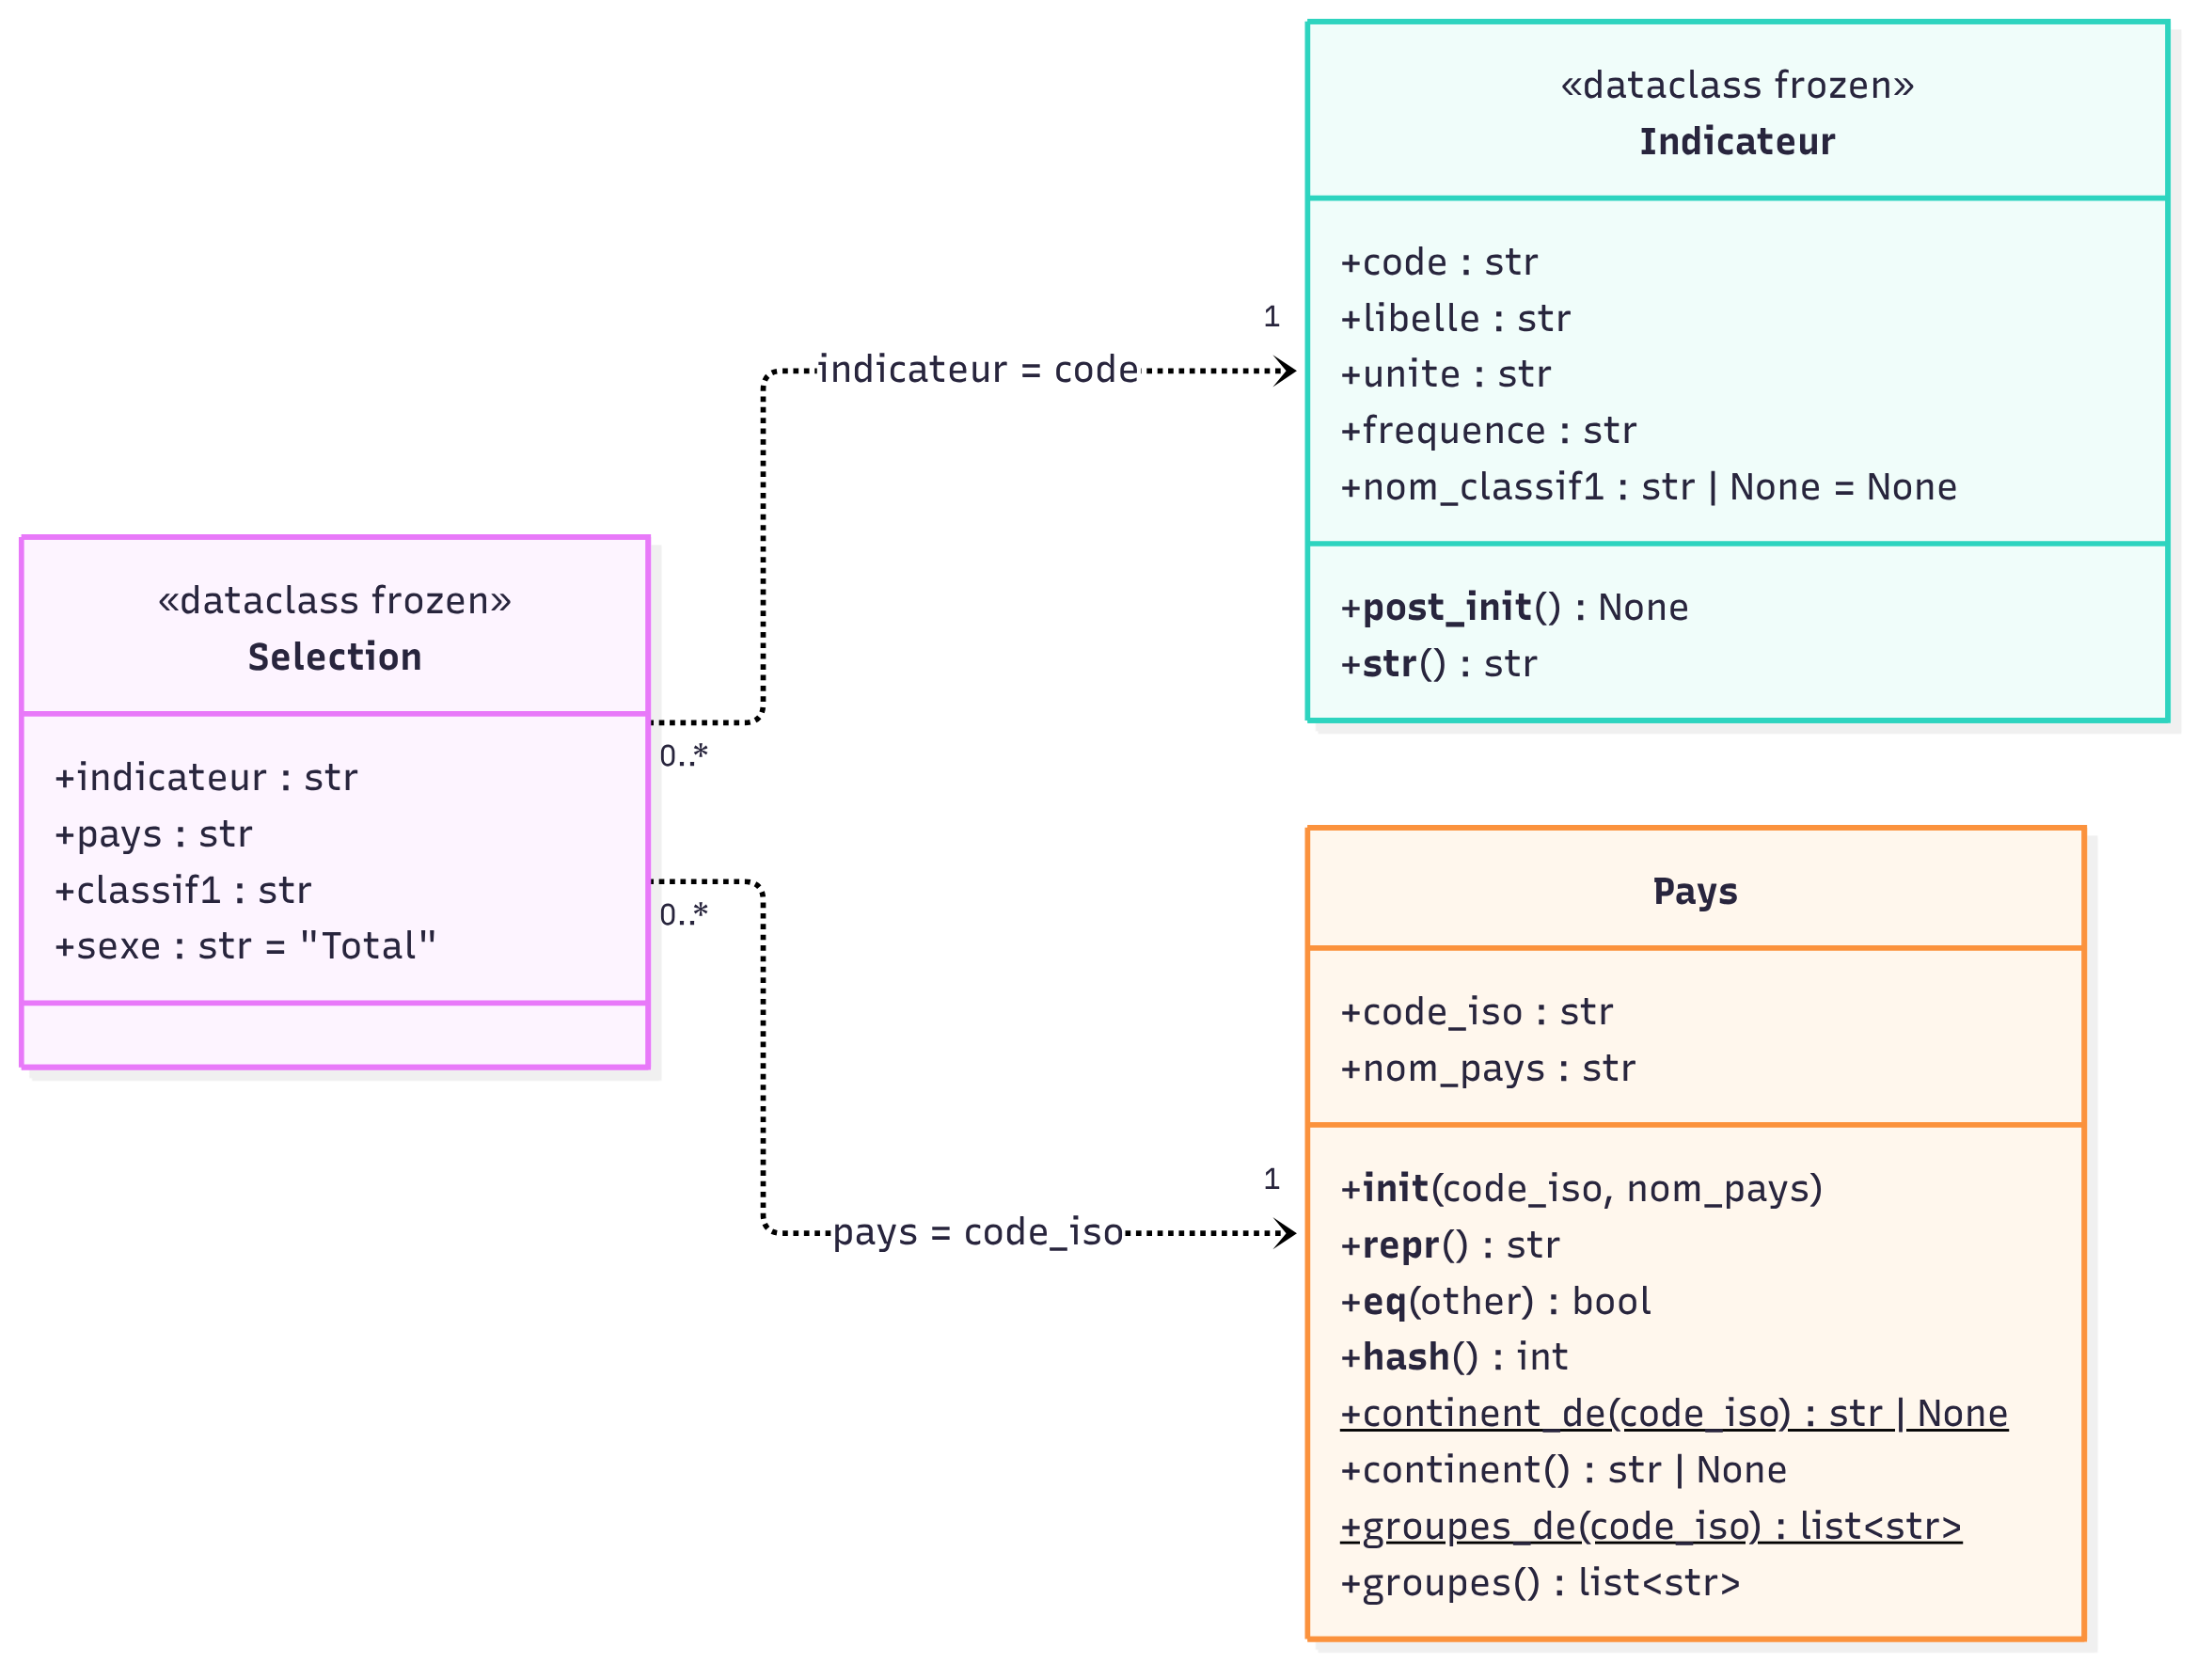 «dataclass frozen»
Indicateur
+code : str
+libelle : str
+unite : str
+frequence : str
+nom_classif1 : str | None = None
+post_init() : None
+str() : str
1
indicateur = code
«dataclass frozen»
Selection
+indicateur : str
+pays : str
+classif1 : str
+sexe : str = "Total"
0..*
0..*
1
pays = code_iso
Pays
+code_iso : str
+nom_pays : str
+init(code_iso, nom_pays)
+repr() : str
+eq(other) : bool
+hash() : int
+continent_de(code_iso) : str | None
+continent() : str | None
+groupes_de(code_iso) : list<str>
+groupes() : list<str>